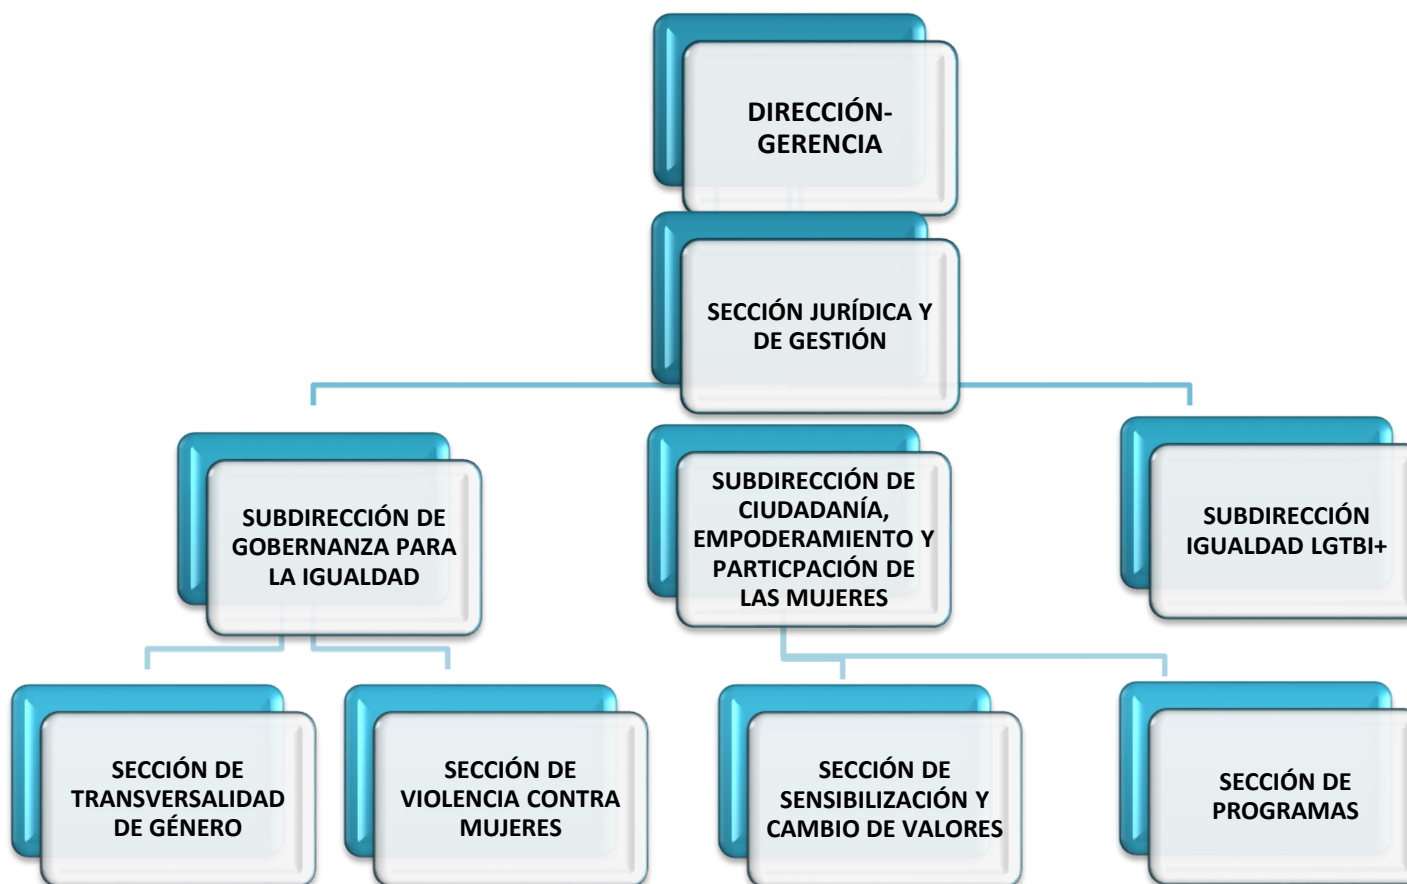 DIRECCIÓN-
GERENCIA
SECCIÓN JURÍDICA Y
DE GESTIÓN
SUBDIRECCIÓN DE
GOBERNANZA PARA
LA IGUALDAD
SUBDIRECCIÓN DE
CIUDADANÍA,
EMPODERAMIENTO Y
PARTICPACIÓN DE
LAS MUJERES
SUBDIRECCIÓN
IGUALDAD LGTBI+
SECCIÓN DE
TRANSVERSALIDAD
DE GÉNERO
SECCIÓN DE
VIOLENCIA CONTRA
MUJERES
SECCIÓN DE
SENSIBILIZACIÓN Y
CAMBIO DE VALORES
SECCIÓN DE
PROGRAMAS